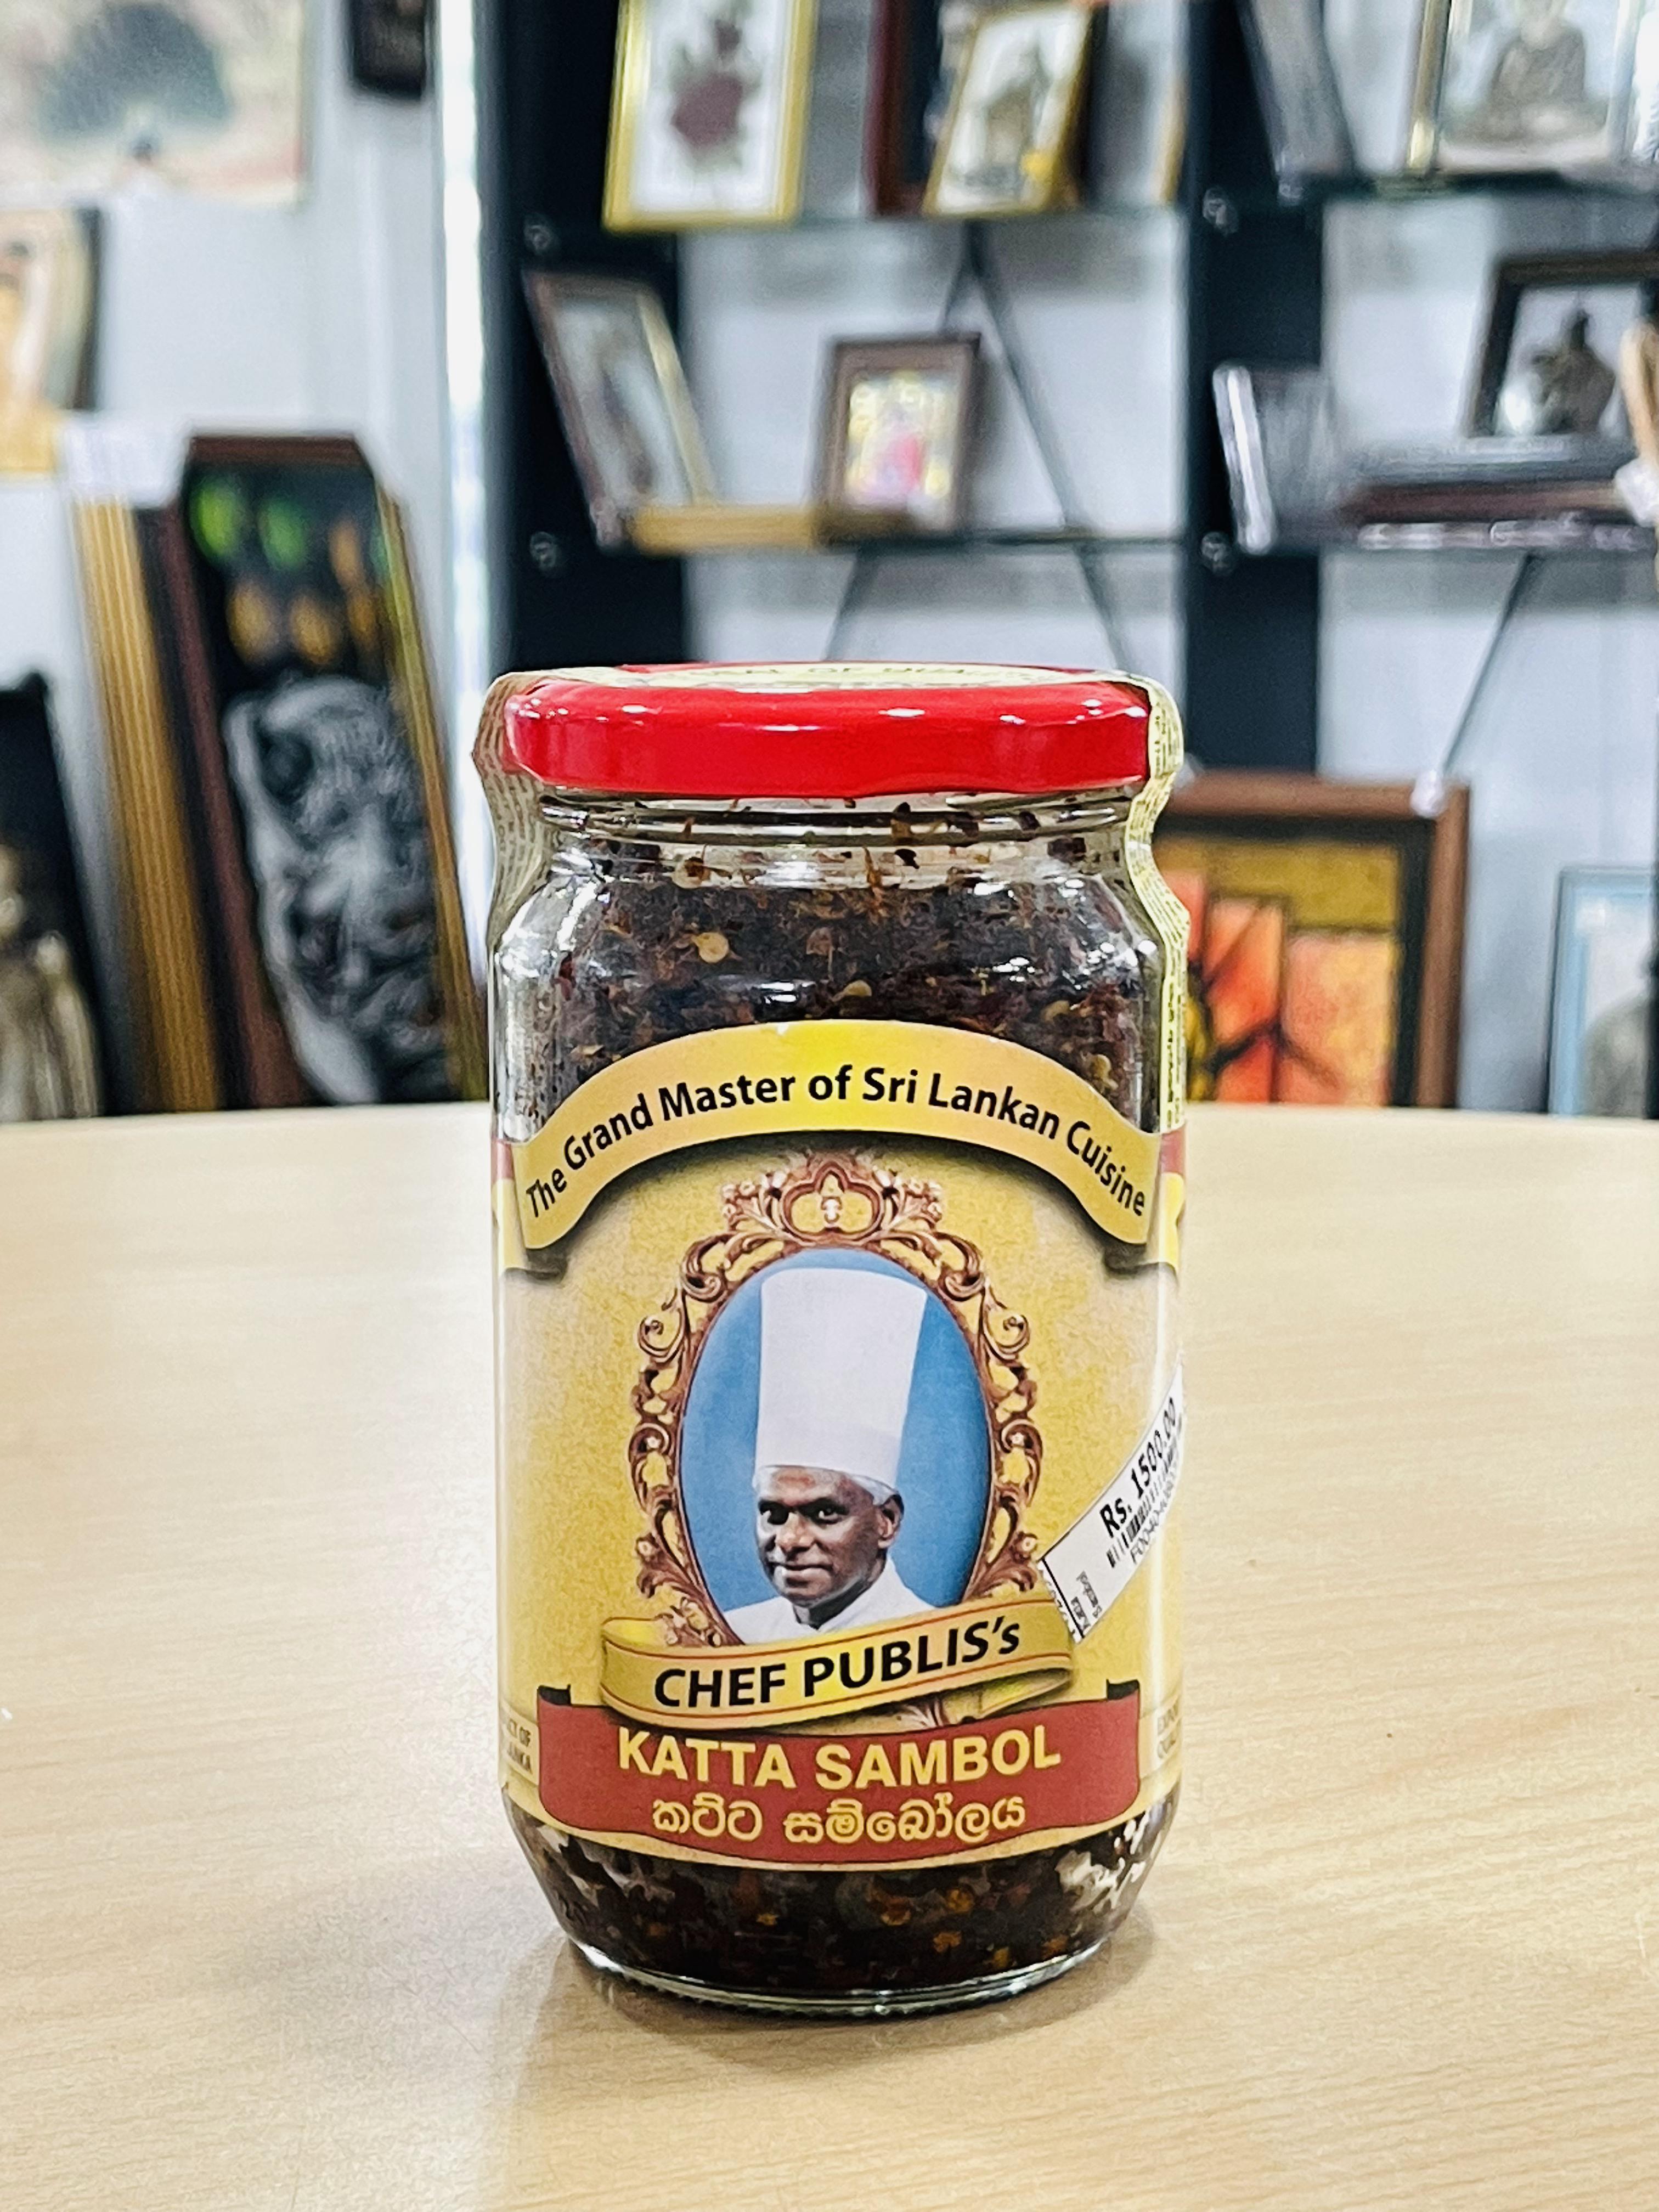 The Grand Master of Sri Lankan Cuisine
Rs. 1500.00
CHEF PUBLIS's
KATTA SAMBOL
කට්ට සම්බෝලය